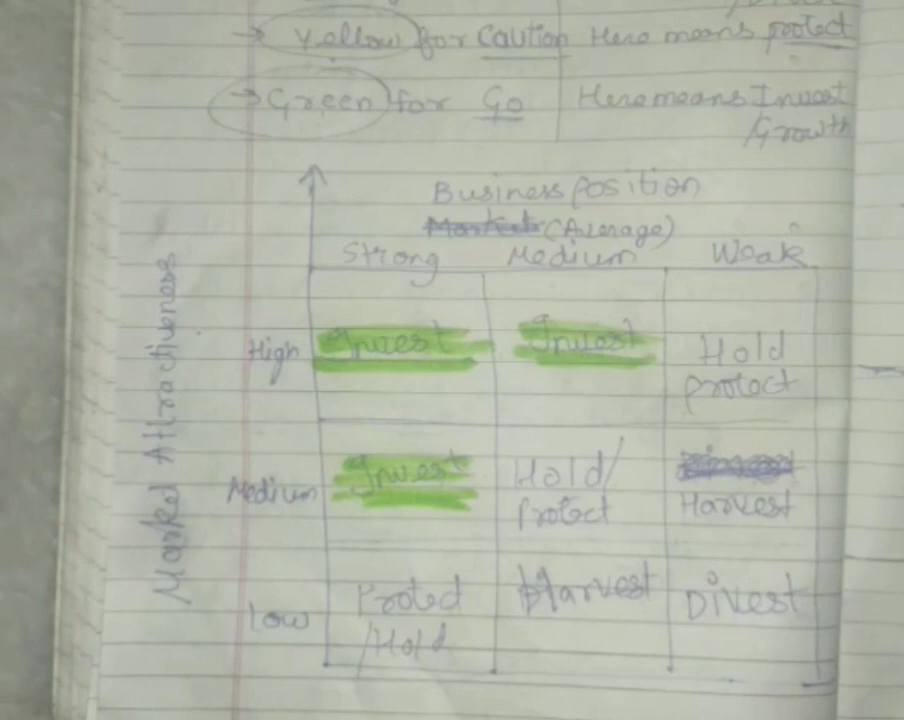 → Yellow for Caution Here means protect
→ Green for Go Here means Invest
/Growth
Business Position
(Average)
Strong Medium Weak
Market Attractiveness
High Invest Invest Hold
protect
Medium Invest Hold/
Protect Harvest
Low Proted
/Hold Harvest Divest